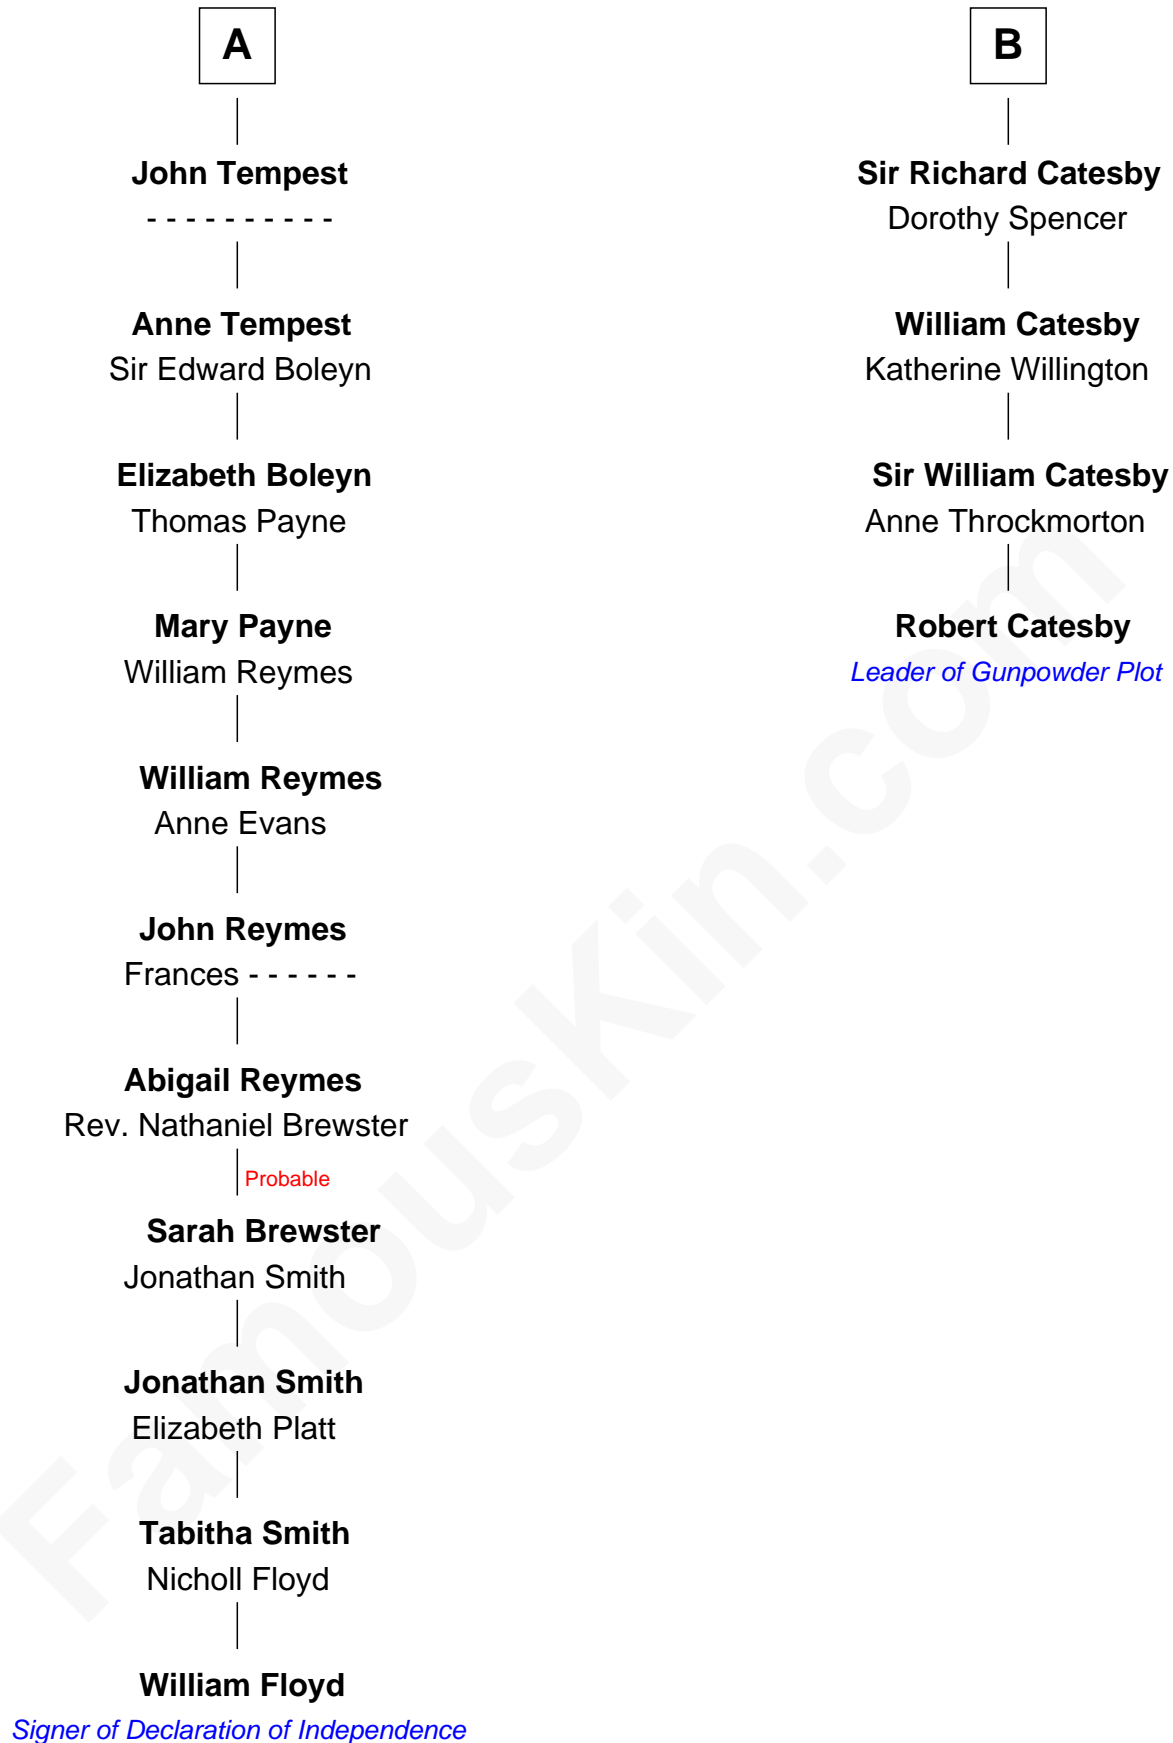 A
John Tempest
- - - - - - - - - -
Anne Tempest
Sir Edward Boleyn
Elizabeth Boleyn
Thomas Payne
Mary Payne
William Reymes
William Reymes
Anne Evans
John Reymes
Frances - - - - - -
Abigail Reymes
Rev. Nathaniel Brewster
Probable
Sarah Brewster
Jonathan Smith
Jonathan Smith
Elizabeth Platt
Tabitha Smith
Nicholl Floyd
William Floyd
Signer of Declaration of Independence
B
Sir Richard Catesby
Dorothy Spencer
William Catesby
Katherine Willington
Sir William Catesby
Anne Throckmorton
Robert Catesby
Leader of Gunpowder Plot
FamousKin.com